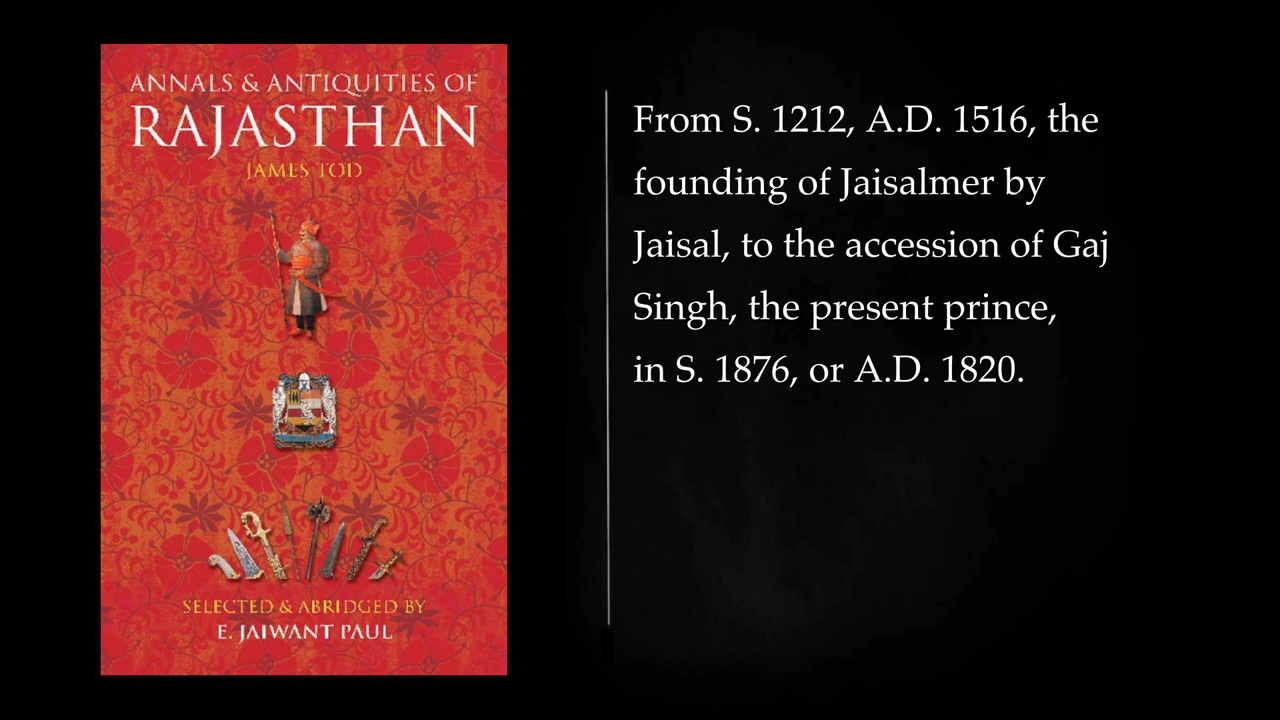 ANNALS & ANTIQUITIES OF
RAJASTHAN
JAMES TOD
SELECTED & ABRIDGED BY
E. JAIWANT PAUL
From S. 1212, A.D. 1516, the
founding of Jaisalmer by
Jaisal, to the accession of Gaj
Singh, the present prince,
in S. 1876, or A.D. 1820.